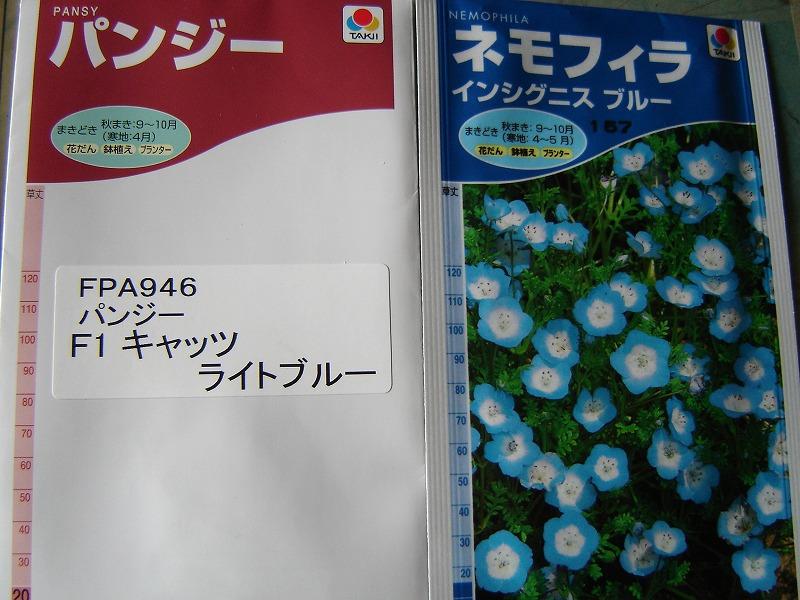 PANSY
パンジー
TAKII
まきどき 秋まき:9～10月
(寒地:4月)
花だん 鉢植え プランター
草丈
120
110
100
90
80
70
60
50
40
30
20
FPA946
パンジー
F1 キャッツ
ライトブルー
NEMOPHILA
ネモフィラ
インシグニス ブルー
TAKII
まきどき 秋まき:9～10月
(寒地:4～5月)
花だん 鉢植え プランター
157
草丈
120
110
100
90
80
70
60
50
40
30